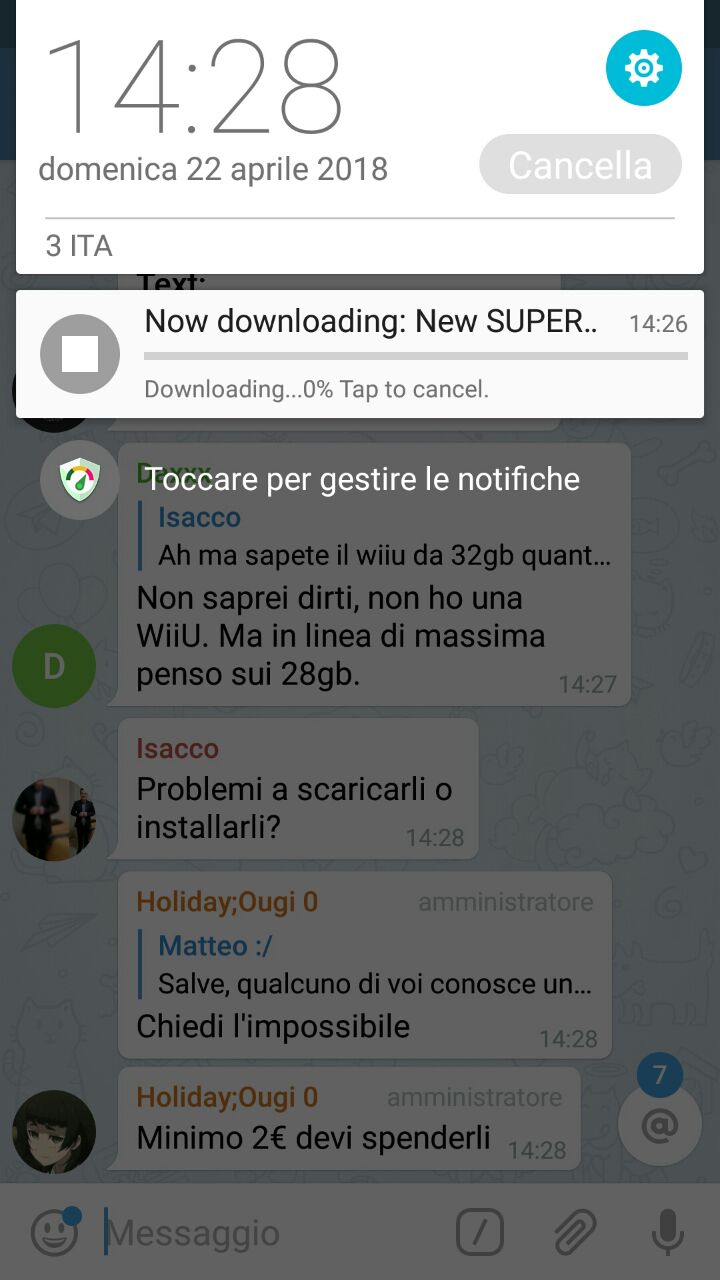 14:28
domenica 22 aprile 2018
Cancella
3 ITA
Text:
Now downloading: New SUPER.. 14:26
Downloading...0% Tap to cancel.
Daxxx
Toccare per gestire le notifiche
Isacco
Ah ma sapete il wiiu da 32gb quant...
Non saprei dirti, non ho una
WiiU. Ma in linea di massima
penso sui 28gb.
14:27
D
Isacco
Problemi a scaricarli o
installarli?
14:28
Holiday;Ougi 0 amministratore
Matteo :/
Salve, qualcuno di voi conosce un...
Chiedi l'impossibile
14:28
7
@
Holiday;Ougi 0 amministratore
Minimo 2€ devi spenderli 14:28
Messaggio
/